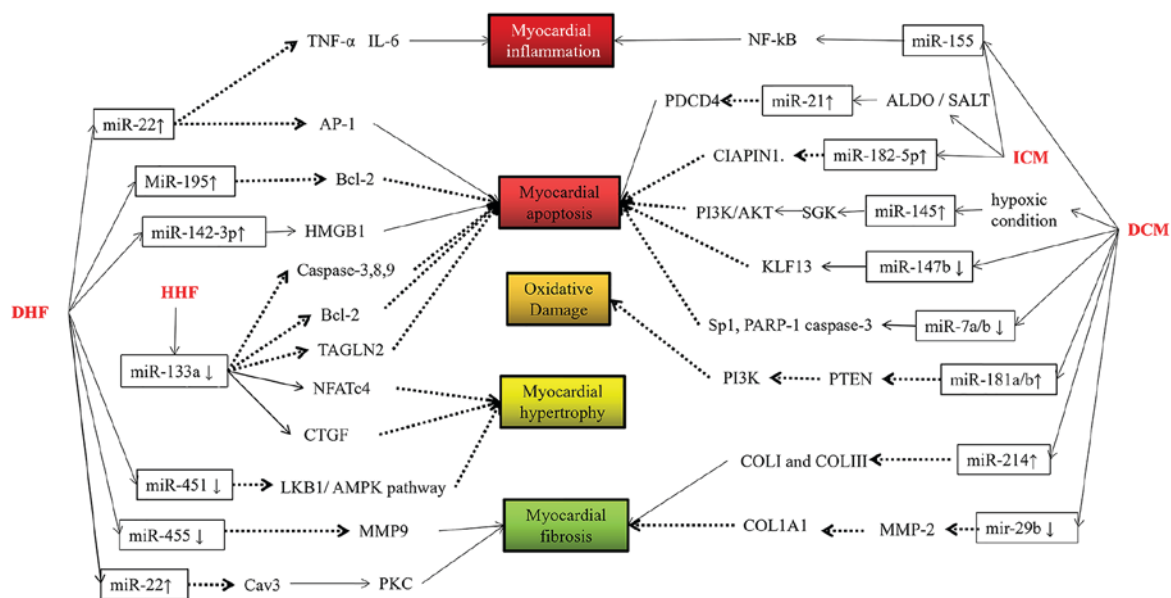 TNF-α IL-6
Myocardial
inflammation
NF-kB
miR-155
miR-22↑
AP-1
PDCD4
miR-21↑
ALDO / SALT
CIAPIN1.
miR-182-5p↑
ICM
MiR-195↑
Bcl-2
Myocardial
apoptosis
PI3K/AKT
SGK
miR-145↑
hypoxic
condition
DCM
miR-142-3p↑
HMGB1
KLF13
miR-147b ↓
Caspase-3,8,9
HHF
Oxidative
Damage
DHF
Bcl-2
Sp1, PARP-1 caspase-3
miR-7a/b ↓
TAGLN2
miR-133a ↓
PI3K
PTEN
miR-181a/b↑
NFATc4
Myocardial
hypertrophy
CTGF
COLI and COLIII
miR-214↑
miR-451 ↓
LKB1/ AMPK pathway
miR-455 ↓
MMP9
Myocardial
fibrosis
COL1A1
MMP-2
mir-29b ↓
miR-22↑
Cav3
PKC